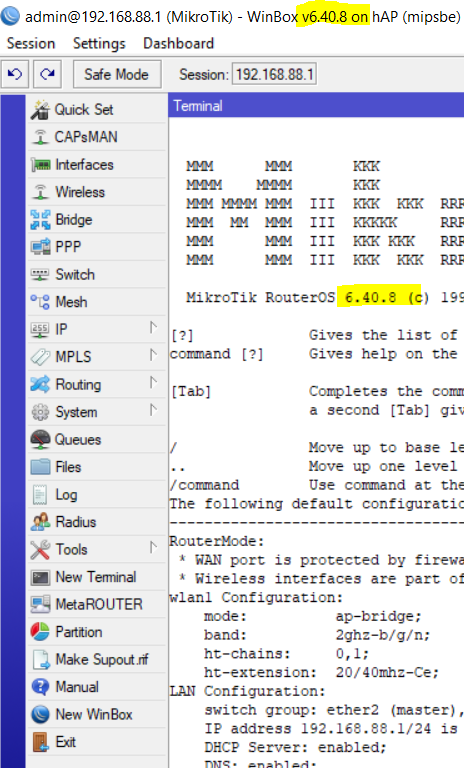 admin@192.168.88.1 (MikroTik) - WinBox v6.40.8 on hAP (mipsbe)
Session Settings Dashboard
Safe Mode Session: 192.168.88.1
Quick Set
CAPsMAN
Interfaces
Wireless
Bridge
PPP
Switch
Mesh
IP
MPLS
Routing
System
Queues
Files
Log
Radius
Tools
New Terminal
MetaROUTER
Partition
Make Supout.rif
Manual
New WinBox
Exit
Terminal
MMM MMM KKK
MMMM MMMM KKK
MMM MMMM MMM III KKK KKK RRR
MMM MM MMM III KKKKK RRR
MMM MMM III KKK KKK RRR
MMM MMM III KKK KKK RRR
MikroTik RouterOS 6.40.8 (c) 199
[?] Gives the list of
command [?] Gives help on the
[Tab] Completes the comm
a second [Tab] giv
/ Move up to base le
.. Move up one level
/command Use command at the
The following default configuratio
----------------------------------
RouterMode:
* WAN port is protected by firewa
* Wireless interfaces are part of
wlan1 Configuration:
mode: ap-bridge;
band: 2ghz-b/g/n;
ht-chains: 0,1;
ht-extension: 20/40mhz-Ce;
LAN Configuration:
switch group: ether2 (master),
IP address 192.168.88.1/24 is
DHCP Server: enabled;
DNS: enabled;